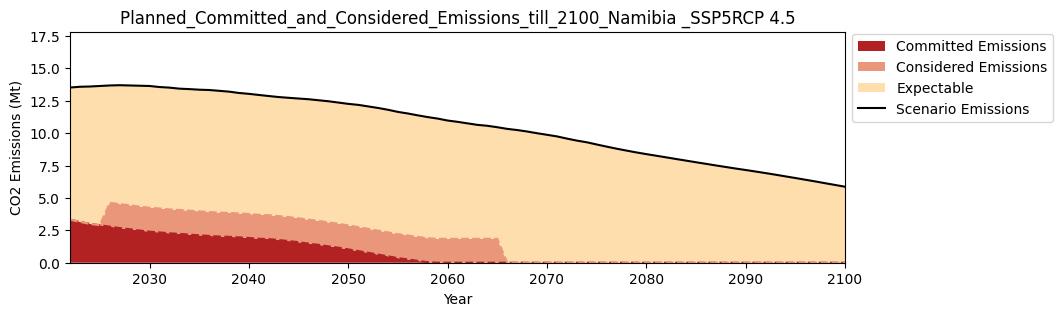 Planned_Committed_and_Considered_Emissions_till_2100_Namibia _SSP5RCP 4.5
CO2 Emissions (Mt)
17.5
15.0
12.5
10.0
7.5
5.0
2.5
0.0
2030 2040 2050 2060 2070 2080 2090 2100
Year
Committed Emissions
Considered Emissions
Expectable
Scenario Emissions